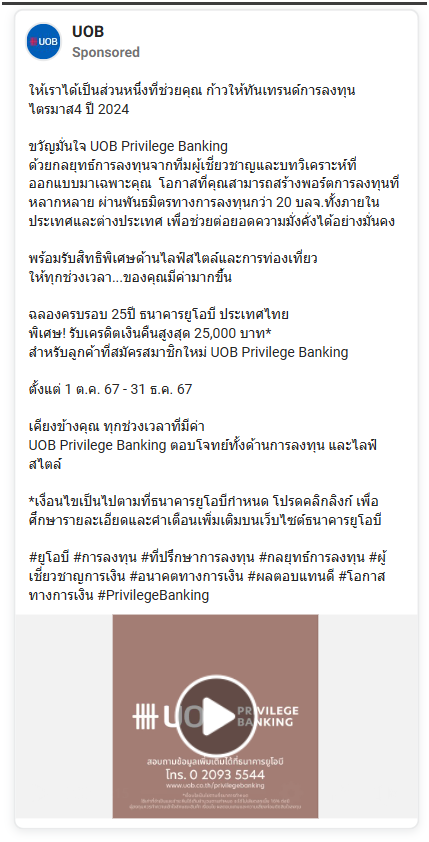 UOB
UOB
Sponsored
ให้เราได้เป็นส่วนหนึ่งที่ช่วยคุณ ก้าวให้ทันเทรนด์การลงทุน
ไตรมาส4 ปี 2024
ขวัญมั่นใจ UOB Privilege Banking
ด้วยกลยุทธ์การลงทุนจากทีมผู้เชี่ยวชาญและบทวิเคราะห์ที่
ออกแบบมาเฉพาะคุณ โอกาสที่คุณสามารถสร้างพอร์ตการลงทุนที่
หลากหลาย ผ่านพันธมิตรทางการลงทุนกว่า 20 บลจ.ทั้งภายใน
ประเทศและต่างประเทศ เพื่อช่วยต่อยอดความมั่งคั่งได้อย่างมั่นคง
พร้อมรับสิทธิพิเศษด้านไลฟ์สไตล์และการท่องเที่ยว
ให้ทุกช่วงเวลา...ของคุณมีค่ามากขึ้น
ฉลองครบรอบ 25ปี ธนาคารยูโอบี ประเทศไทย
พิเศษ! รับเครดิตเงินคืนสูงสุด 25,000 บาท*
สำหรับลูกค้าที่สมัครสมาชิกใหม่ UOB Privilege Banking
ตั้งแต่ 1 ต.ค. 67 - 31 ธ.ค. 67
เคียงข้างคุณ ทุกช่วงเวลาที่มีค่า
UOB Privilege Banking ตอบโจทย์ทั้งด้านการลงทุน และไลฟ์
สไตล์
*เงื่อนไขเป็นไปตามที่ธนาคารยูโอบีกำหนด โปรดคลิกลิงก์ เพื่อ
ศึกษารายละเอียดและคำเตือนเพิ่มเติมบนเว็บไซต์ธนาคารยูโอบี
#ยูโอบี #การลงทุน #ที่ปรึกษาการลงทุน #กลยุทธ์การลงทุน #ผู้
เชี่ยวชาญการเงิน #อนาคตทางการเงิน #ผลตอบแทนดี #โอกาส
ทางการเงิน #PrivilegeBanking
UOB PRIVILEGE
BANKING
สอบถามข้อมูลเพิ่มเติมได้ที่ธนาคารยูโอบี
โทร. 0 2093 5544
www.uob.co.th/privilegebanking